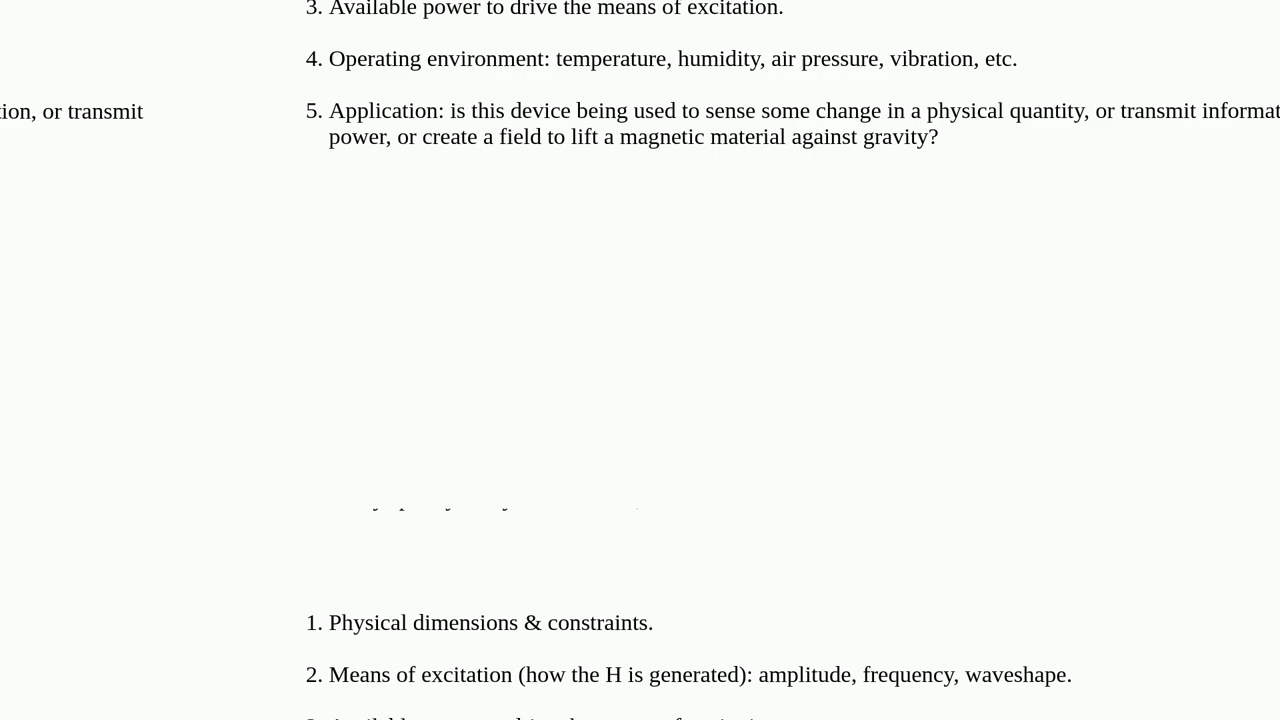 3. Available power to drive the means of excitation.
4. Operating environment: temperature, humidity, air pressure, vibration, etc.
tion, or transmit
5. Application: is this device being used to sense some change in a physical quantity, or transmit informat
power, or create a field to lift a magnetic material against gravity?
1. Physical dimensions & constraints.
2. Means of excitation (how the H is generated): amplitude, frequency, waveshape.